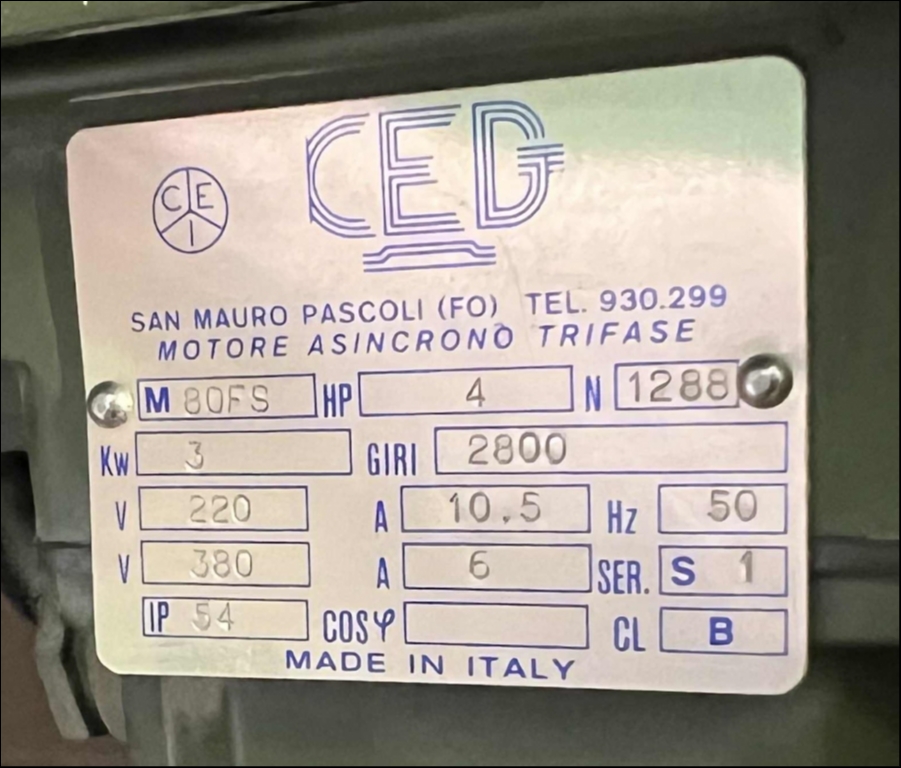 CEI
CEG
SAN MAURO PASCOLI (FO) TEL. 930.299
MOTORE ASINCRONO TRIFASE
M 80FS HP 4 N 1288
Kw 3 GIRI 2800
V 220 A 10.5 Hz 50
V 380 A 6 SER. S 1
IP 54 COSφ CL B
MADE IN ITALY